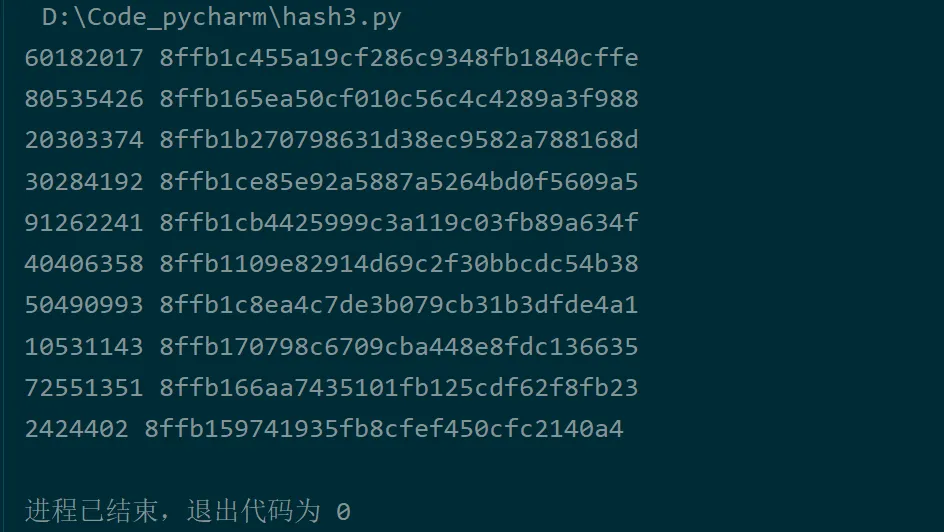 D:\Code_pycharm\hash3.py
60182017 8ffb1c455a19cf286c9348fb1840cffe
80535426 8ffb165ea50cf010c56c4c4289a3f988
20303374 8ffb1b270798631d38ec9582a788168d
30284192 8ffb1ce85e92a5887a5264bd0f5609a5
91262241 8ffb1cb4425999c3a119c03fb89a634f
40406358 8ffb1109e82914d69c2f30bbcdc54b38
50490993 8ffb1c8ea4c7de3b079cb31b3dfde4a1
10531143 8ffb170798c6709cba448e8fdc136635
72551351 8ffb166aa7435101fb125cdf62f8fb23
2424402 8ffb159741935fb8cfef450cfc2140a4
进程已结束，退出代码为 0